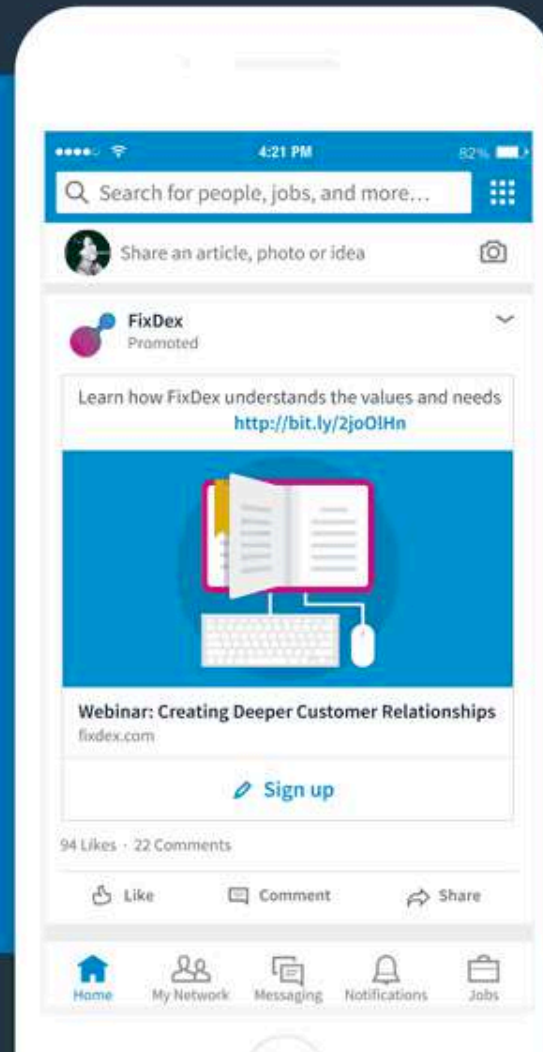 4:21 PM
82%
Search for people, jobs, and more...
Share an article, photo or idea
FixDex
Promoted
Learn how FixDex understands the values and needs
http://bit.ly/2joOlHn
Webinar: Creating Deeper Customer Relationships
fixdex.com
Sign up
94 Likes · 22 Comments
Like Comment Share
Home My Network Messaging Notifications Jobs